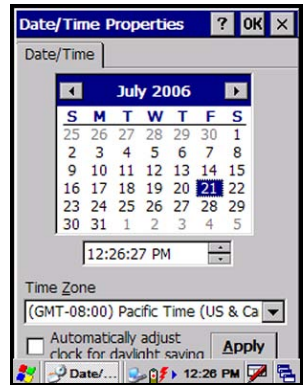 Date/Time Properties ? OK ×
Date/Time
July 2006
S M T W T F S
25 26 27 28 29 30 1
2 3 4 5 6 7 8
9 10 11 12 13 14 15
16 17 18 19 20 21 22
23 24 25 26 27 28 29
30 31 1 2 3 4 5
12:26:27 PM
Time Zone
(GMT-08:00) Pacific Time (US & Ca
Automatically adjust
clock for daylight saving
Apply
Date/... 12:26 PM